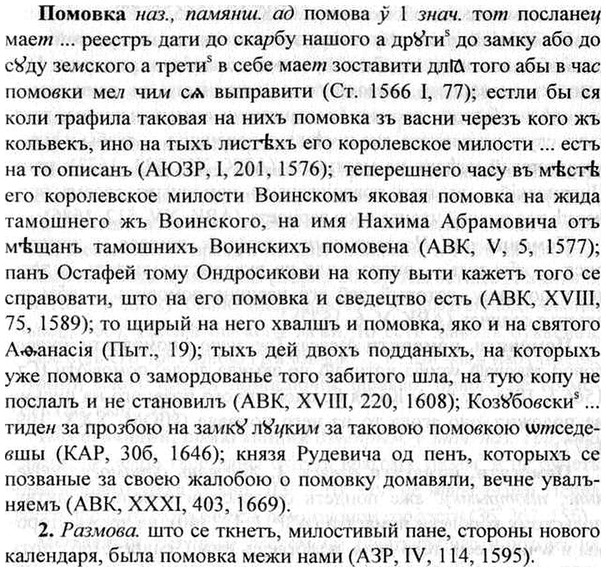 Помовка наз., памянш. ад помова ў 1 знач. тот посланец
мает ... реестръ дати до скарбу нашого а дрꙋгиѕ до замку або до
сꙋду земского а третиѕ в себе мает зоставити длꙗ того абы в час
помовки мел чим сѧ выправити (Ст. 1566 I, 77); естли бы ся
коли трафила таковая на нихъ помовка зъ васни черезъ кого жъ
кольвекъ, ино на тыхъ листѣхъ его королевское милости ... естъ
на то описанъ (АЮЗР, I, 201, 1576); теперешнего часу въ мѣстѣ
его королевское милости Воинскомъ яковая помовка на жида
тамошнего жъ Воинского, на имя Нахима Абрамовича отъ
мѣщанъ тамошнихъ Воинскихъ помовена (АВК, V, 5, 1577);
панъ Остафей тому Ондросикови на копу выти кажетъ того се
справовати, што на его помовка и сведецтво есть (АВК, XVIII,
75, 1589); то щирый на него хвалшъ и помовка, яко и на святого
Аѳанасія (Пыт., 19); тыхъ дей двохъ подданыхъ, на которыхъ
уже помовка о замордованье того забитого шла, на тую копу не
послалъ и не становилъ (АВК, XVIII, 220, 1608); Козꙋбовскиѕ ...
тиден за прозбою на замкꙋ лꙋцким за таковою помовкою ѡтседе-
вшы (КАР, 30б, 1646); князя Рудевича од пенъ, которыхъ се
позваные за своею жалобою о помовку домавяли, вечне уваль-
няемъ (АВК, XXXI, 403, 1669).
2. Размова. што се ткнеть, милостивый пане, стороны нового
календаря, была помовка межи нами (АЗР, IV, 114, 1595).